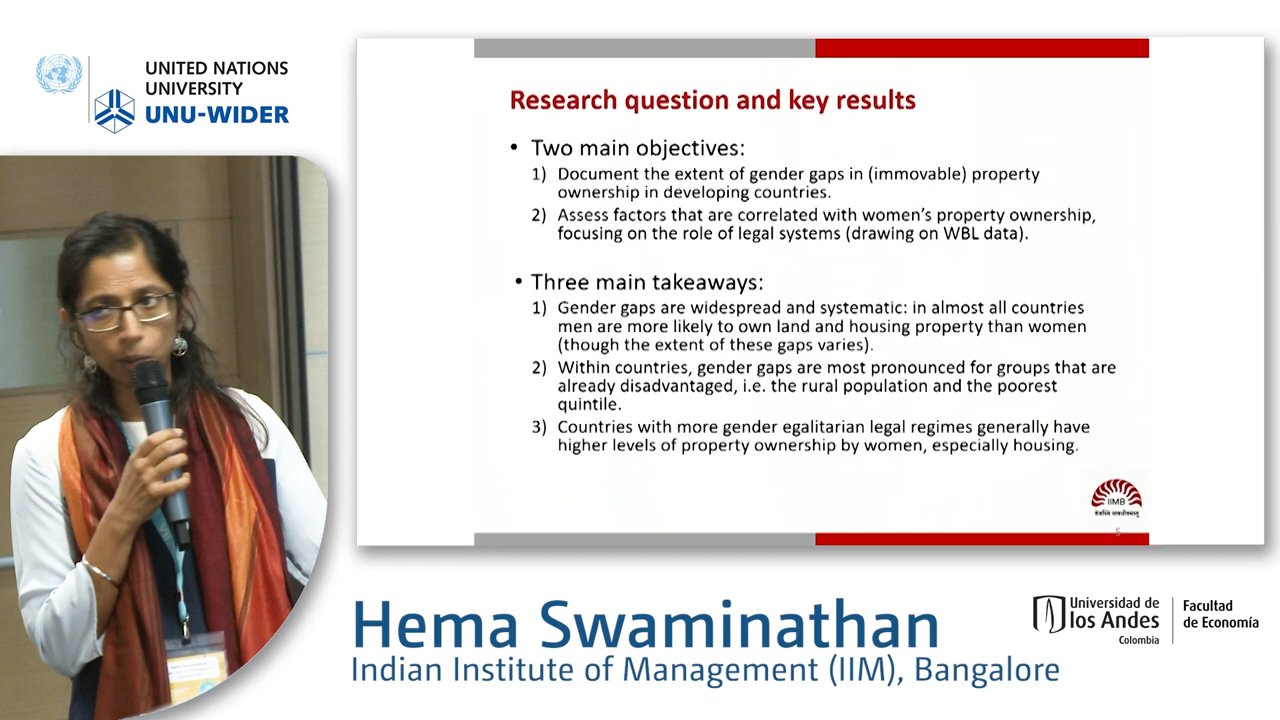 UNITED NATIONS
UNIVERSITY
UNU-WIDER
Research question and key results
• Two main objectives:
1) Document the extent of gender gaps in (immovable) property
ownership in developing countries.
2) Assess factors that are correlated with women's property ownership,
focusing on the role of legal systems (drawing on WBL data).
• Three main takeaways:
1) Gender gaps are widespread and systematic: in almost all countries
men are more likely to own land and housing property than women
(though the extent of these gaps varies).
2) Within countries, gender gaps are most pronounced for groups that are
already disadvantaged, i.e. the rural population and the poorest
quintile.
3) Countries with more gender egalitarian legal regimes generally have
higher levels of property ownership by women, especially housing.
IIMB
5
Hema Swaminathan
Indian Institute of Management (IIM), Bangalore
Universidad de
los Andes
Colombia
Facultad
de Economía